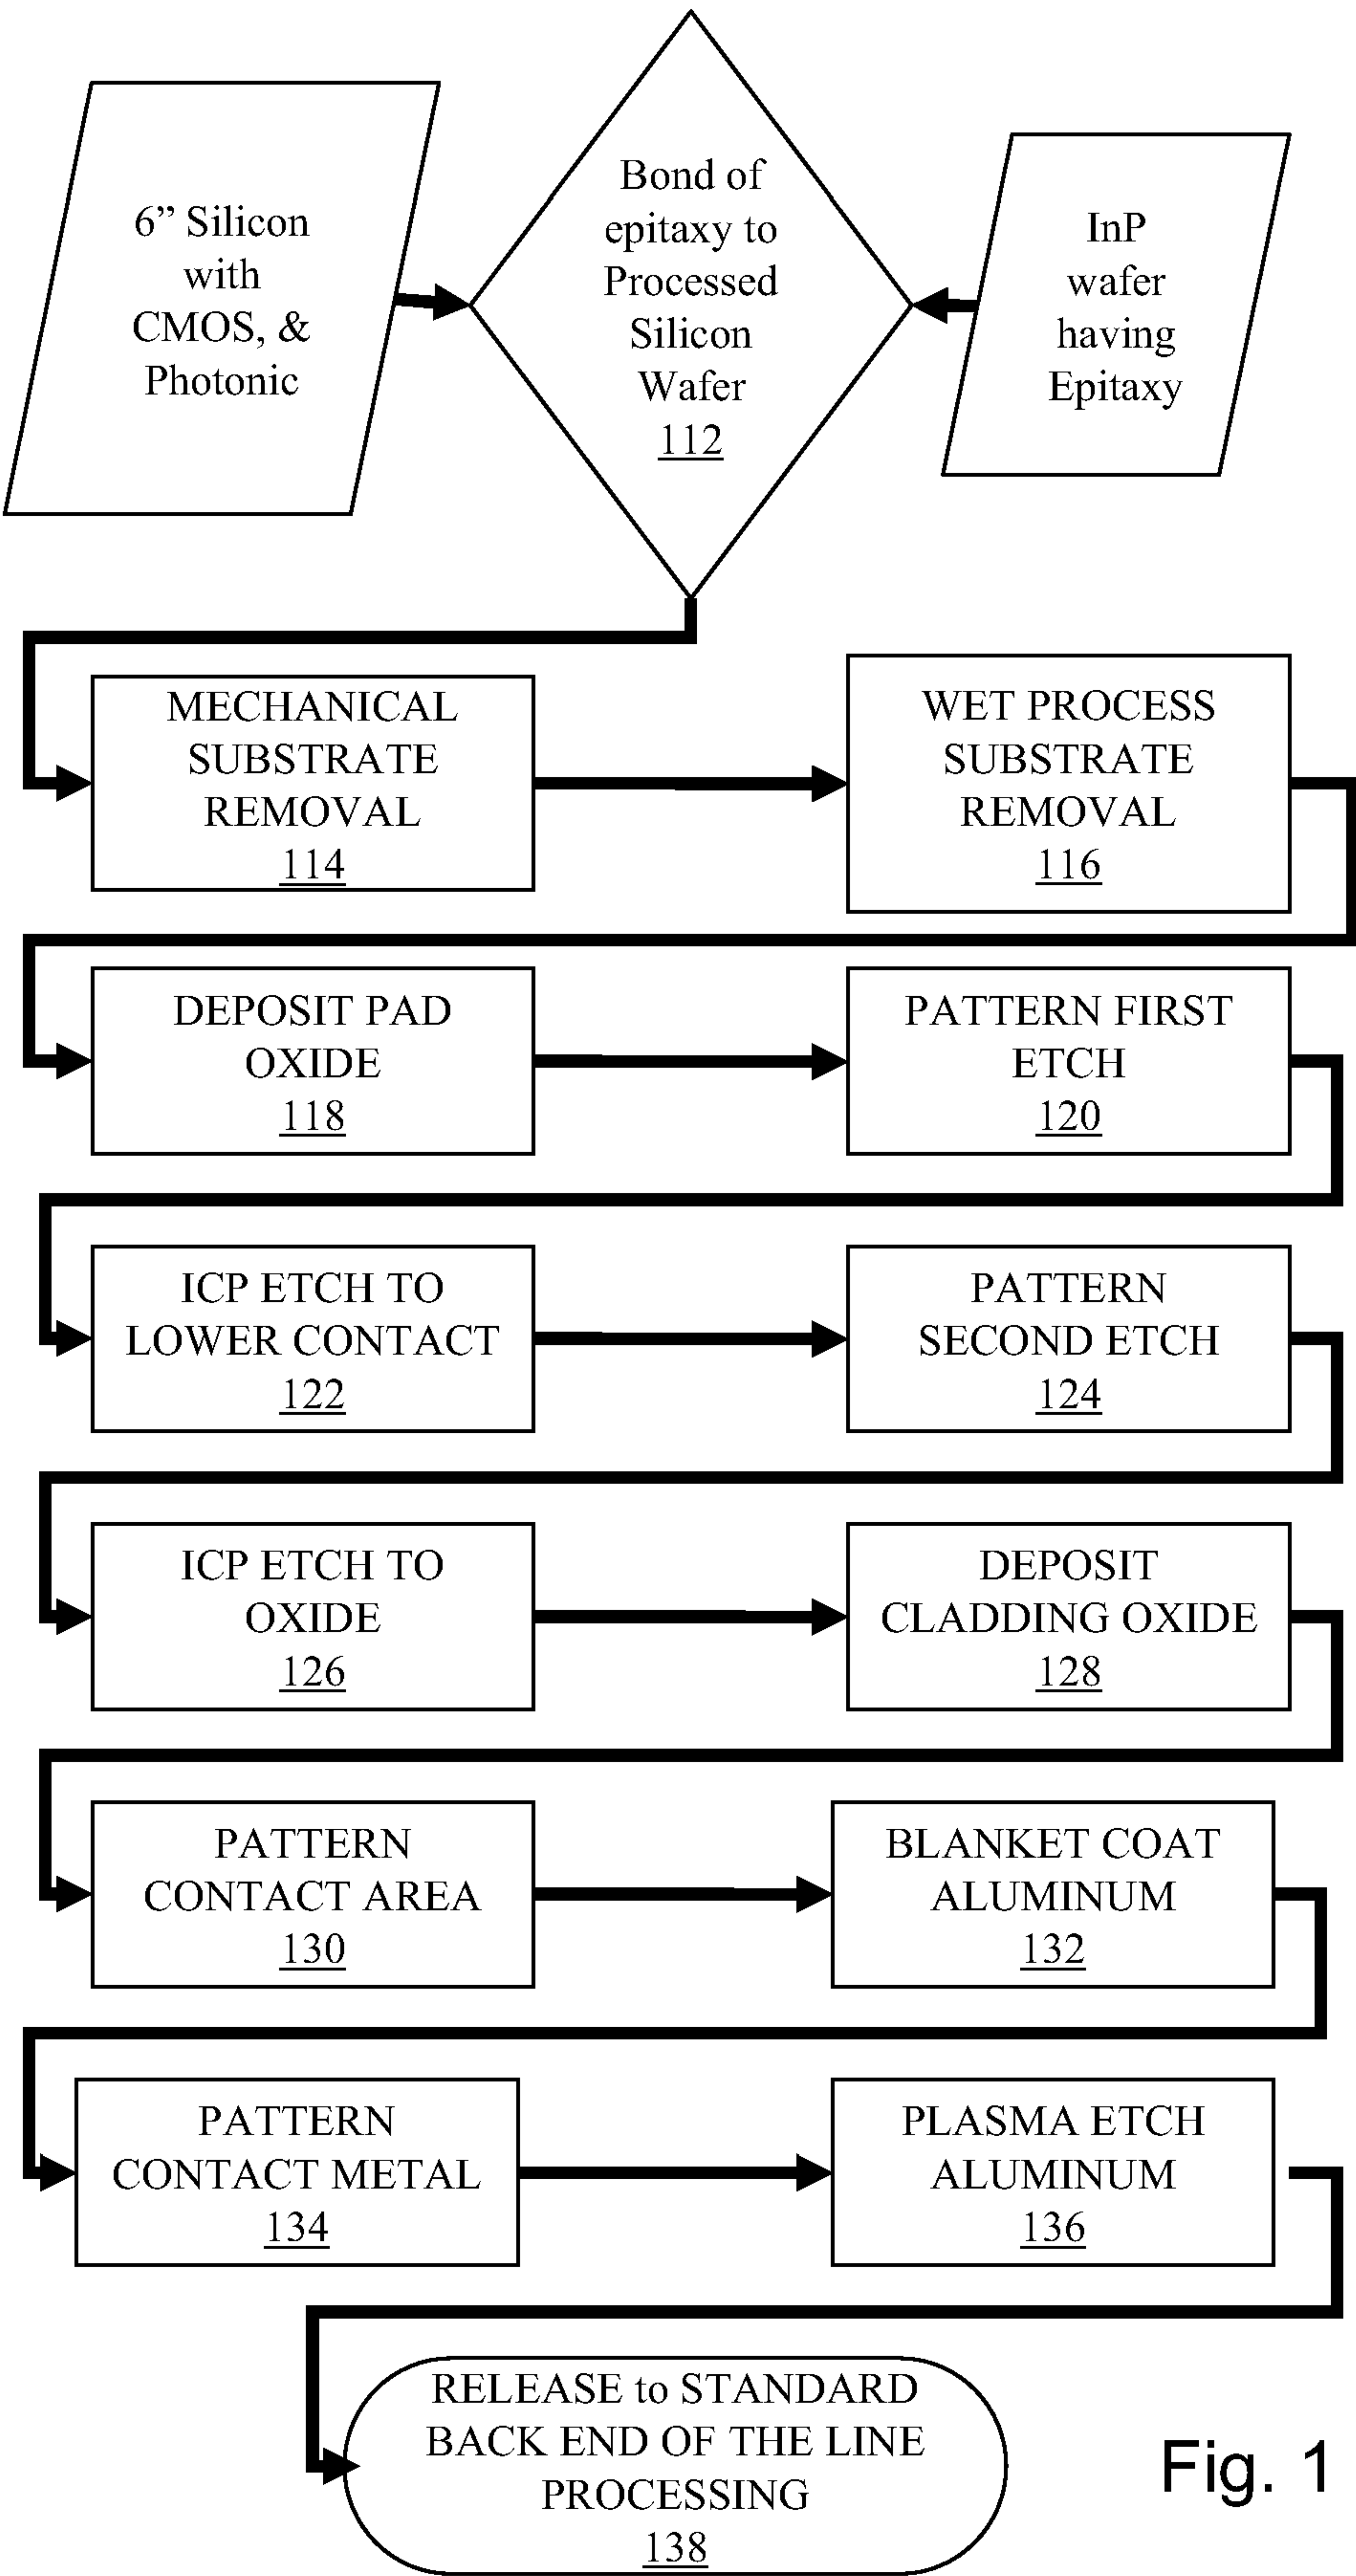 6” Silicon
with
CMOS, &
Photonic
Bond of
epitaxy to
Processed
Silicon
Wafer
112
InP
wafer
having
Epitaxy
MECHANICAL
SUBSTRATE
REMOVAL
114
WET PROCESS
SUBSTRATE
REMOVAL
116
DEPOSIT PAD
OXIDE
118
PATTERN FIRST
ETCH
120
ICP ETCH TO
LOWER CONTACT
122
PATTERN
SECOND ETCH
124
ICP ETCH TO
OXIDE
126
DEPOSIT
CLADDING OXIDE
128
PATTERN
CONTACT AREA
130
BLANKET COAT
ALUMINUM
132
PATTERN
CONTACT METAL
134
PLASMA ETCH
ALUMINUM
136
RELEASE to STANDARD
BACK END OF THE LINE
PROCESSING
138
Fig. 1